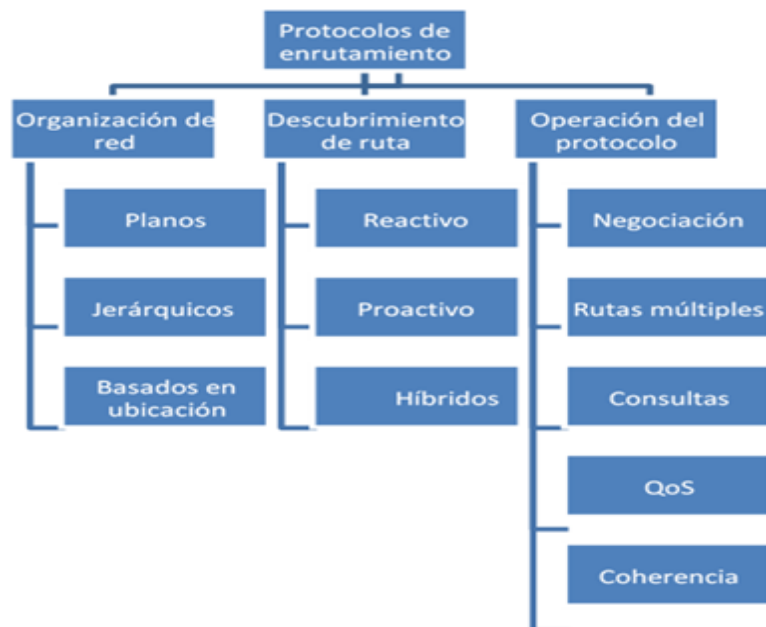 Protocolos de
enrutamiento
Organización de
red
Descubrimiento
de ruta
Operación del
protocolo
Planos
Jerárquicos
Basados en
ubicación
Reactivo
Proactivo
Híbridos
Negociación
Rutas múltiples
Consultas
QoS
Coherencia